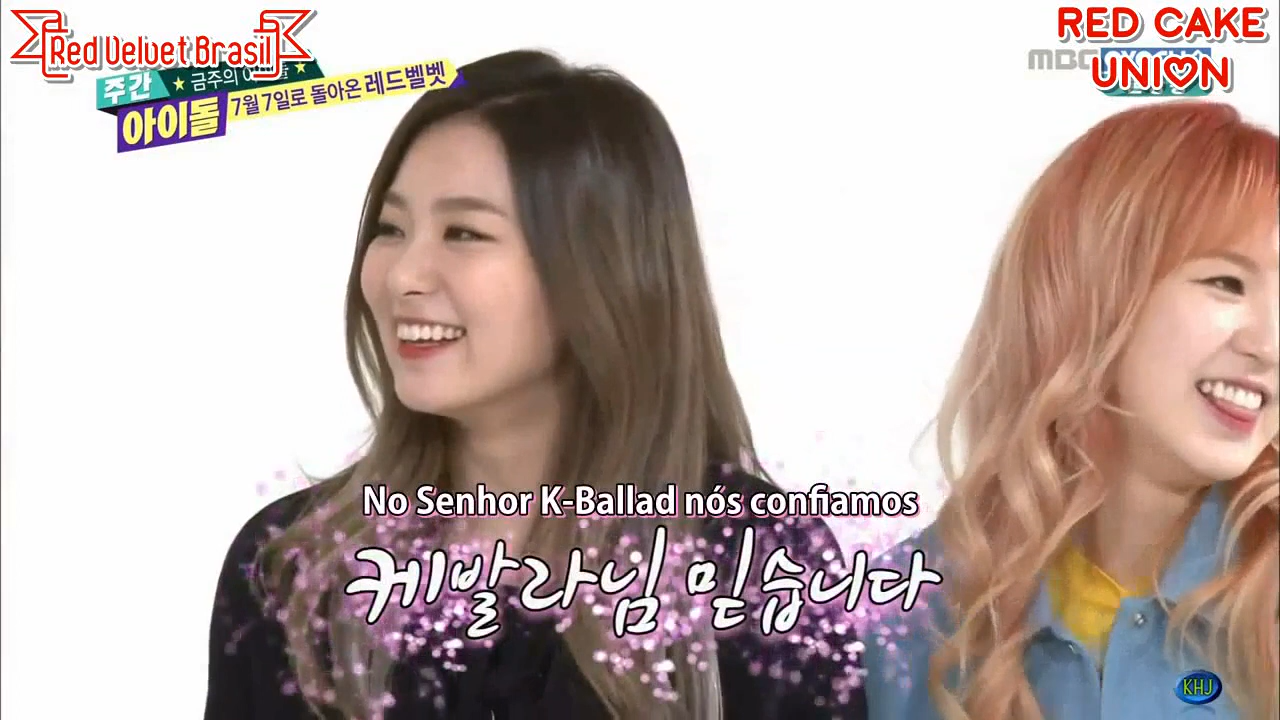 Red Velvet Brasil
RED CAKE
UNION
MBC
주간
아이돌
금주의
7월 7일로 돌아온 레드벨벳
No Senhor K-Ballad nós confiamos
케발라님 믿습니다
KHJ